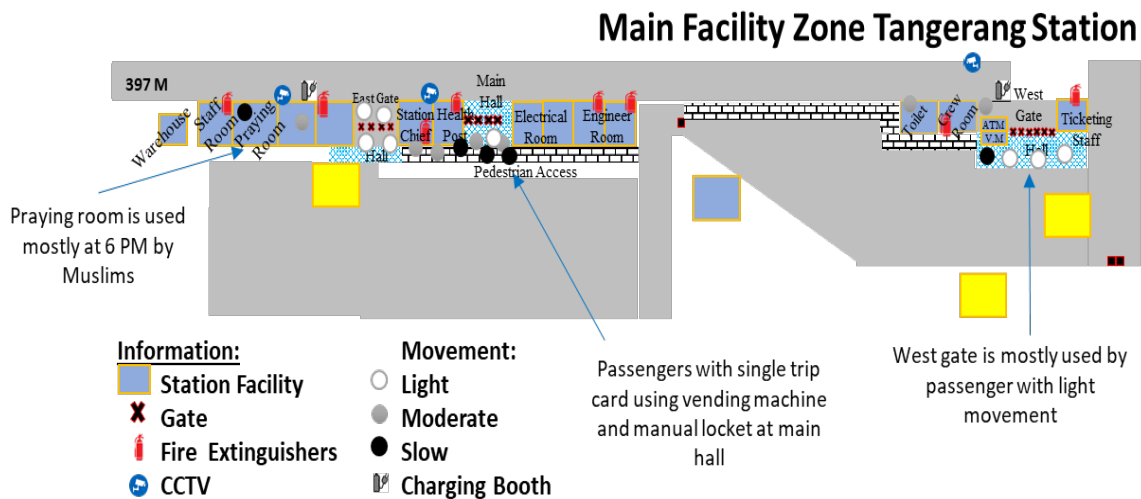 Main Facility Zone Tangerang Station
397 M
Warehouse
Staff
Room
Praying
Room
East Gate
Hall
Station
Chief
Health
Post
Main
Hall
Electrical
Room
Engineer
Room
Pedestrian Access
Toilet
Crew
Room
ATM
V.M
West
Gate
Hall
Ticketing
Staff
Praying room is used
mostly at 6 PM by
Muslims
Passengers with single trip
card using vending machine
and manual locket at main
hall
West gate is mostly used by
passenger with light
movement
Information:
Station Facility
Gate
Fire Extinguishers
CCTV
Movement:
Light
Moderate
Slow
Charging Booth